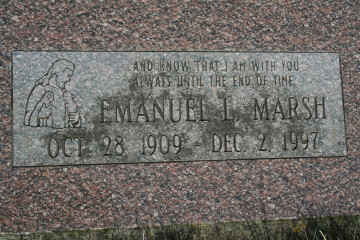 AND KNOW THAT I AM WITH YOU
ALWAYS UNTIL THE END OF TIME
EMANUEL L. MARSH
OCT. 28 1909 - DEC. 2, 1997